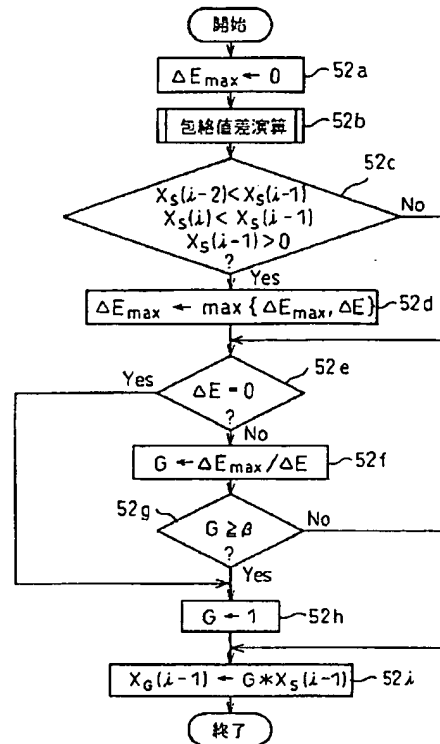 開始
ΔEmax ← 0
52a
包絡値差演算
52b
52c
XS(i-2)<XS(i-1)
XS(i)<XS(i-1)
XS(i-1)>0
?
No
Yes
ΔEmax ← max {ΔEmax, ΔE}
52d
Yes
ΔE=0
?
52e
No
G ← ΔEmax/ΔE
52f
52g
G≧β
?
No
Yes
G ← 1
52h
XG(i-1) ← G*XS(i-1)
52i
終了